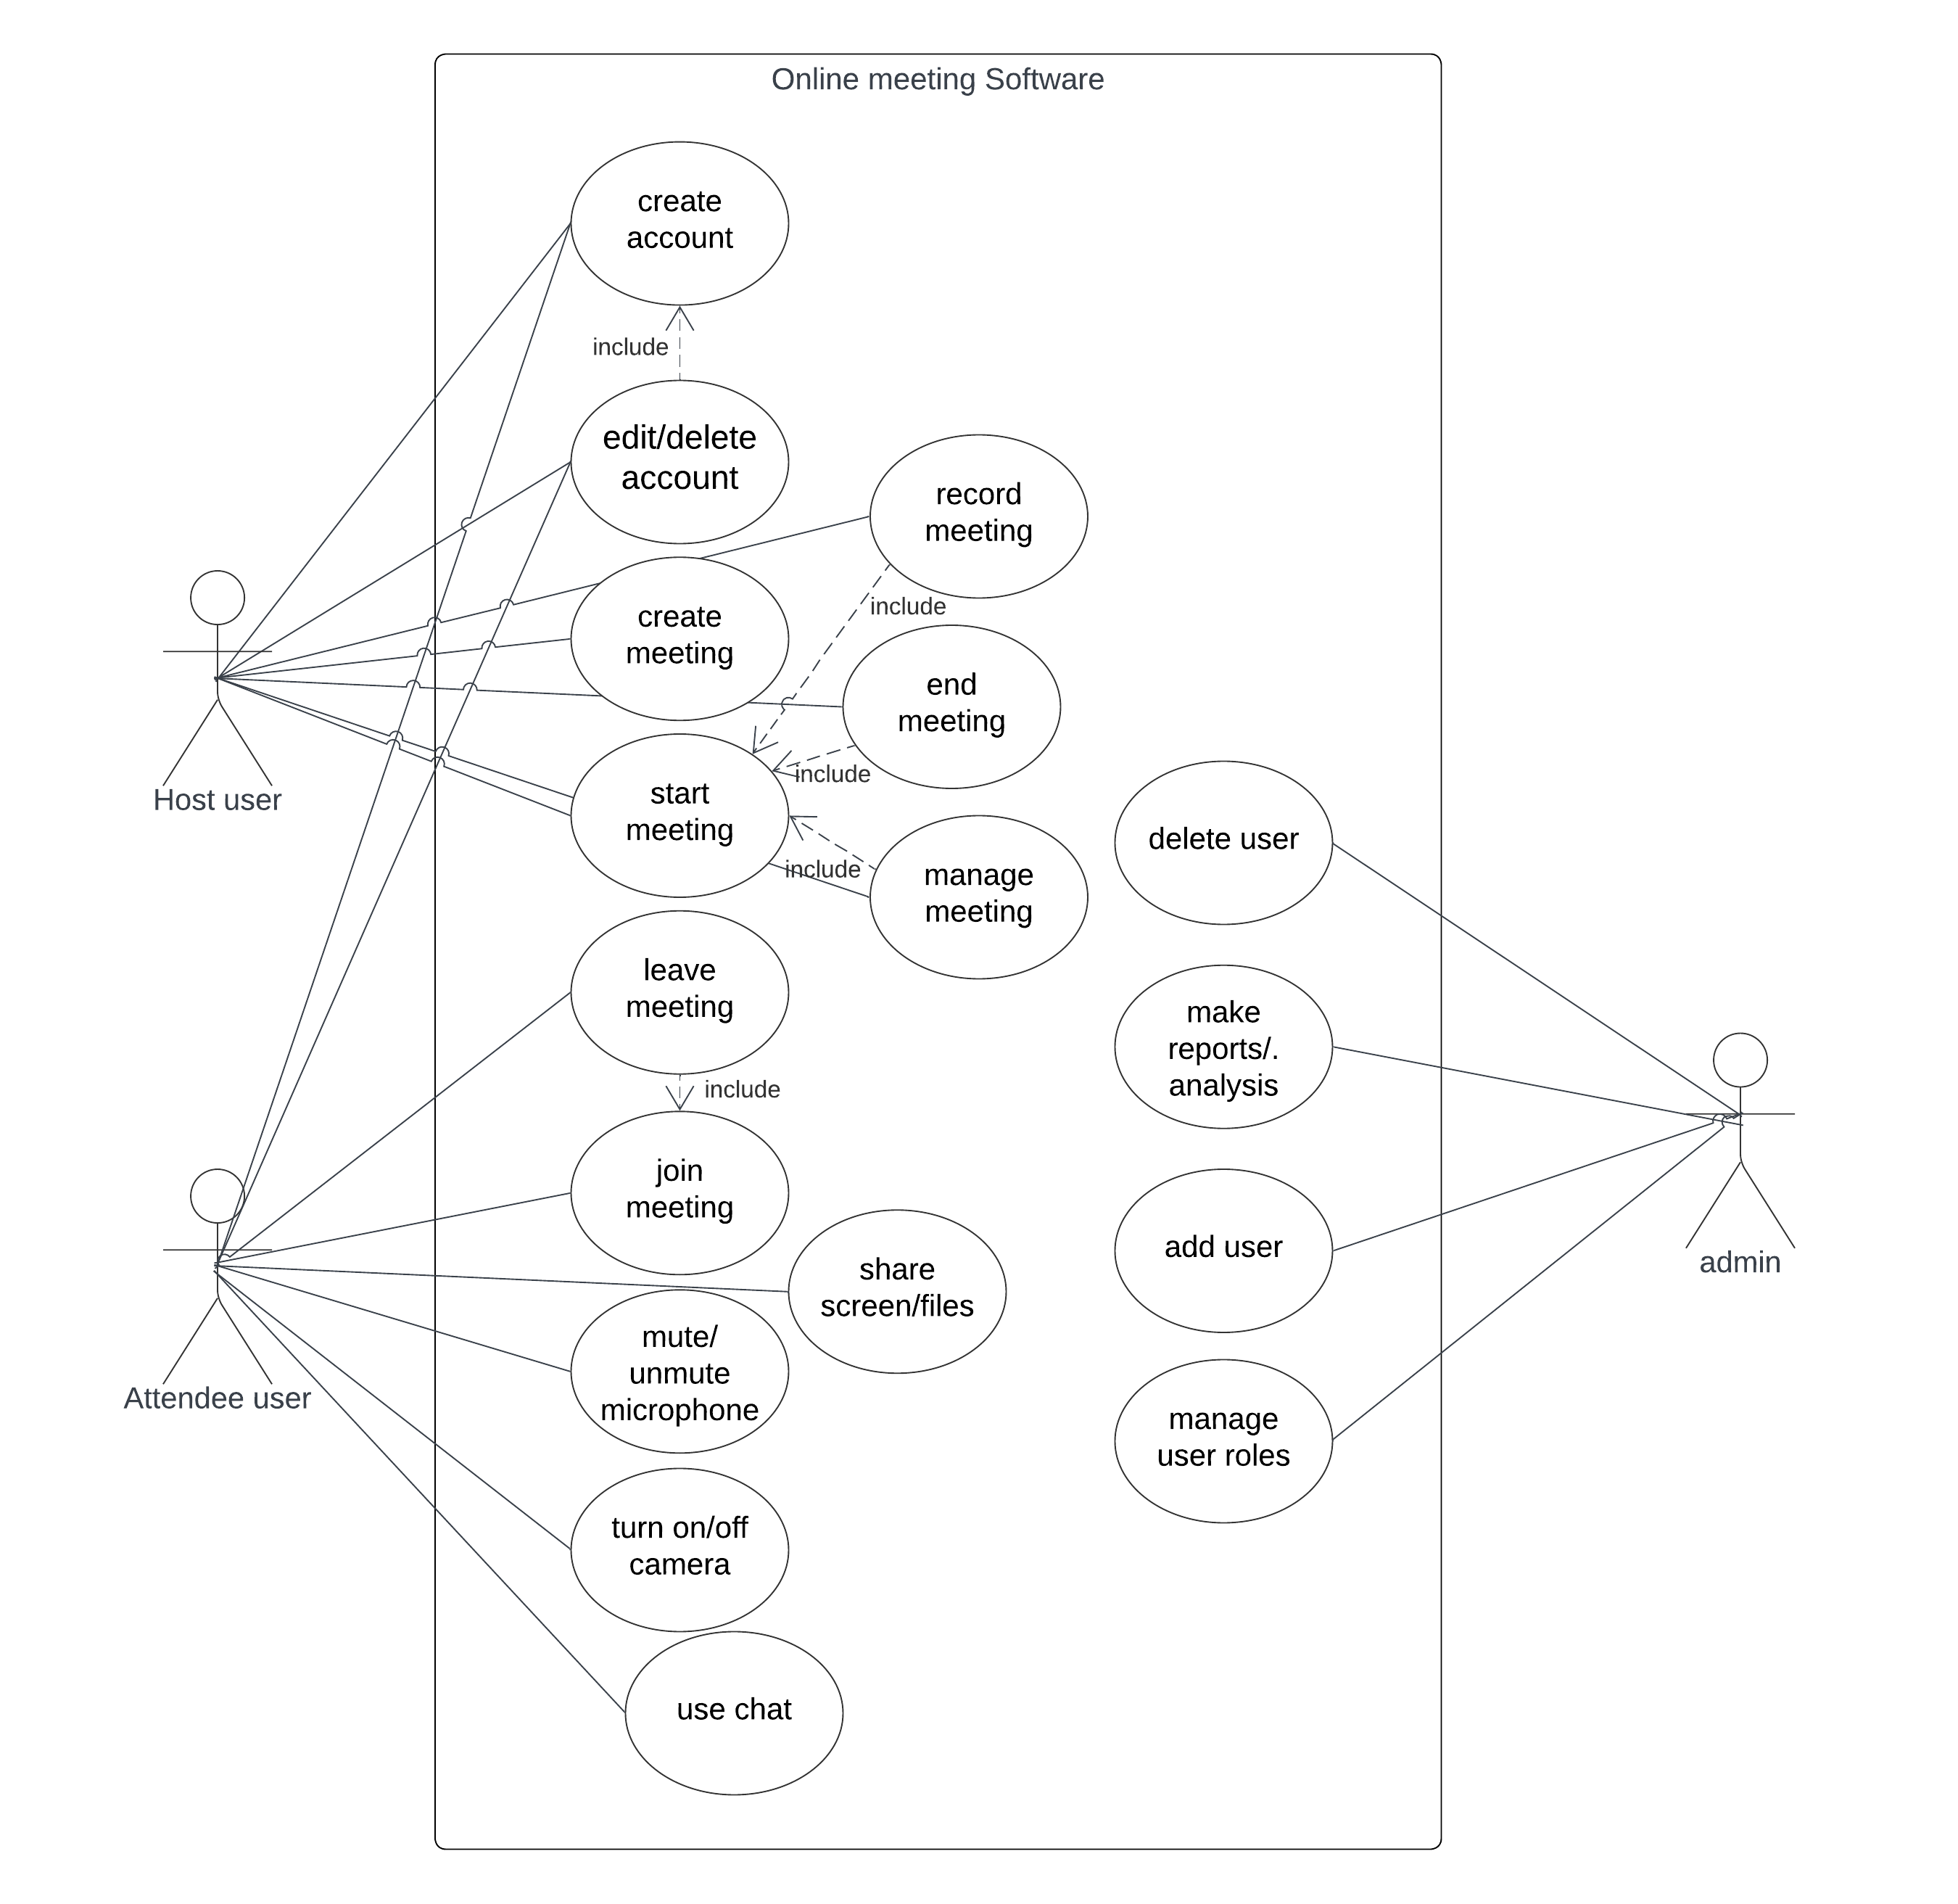 Online meeting Software
create
account
include
edit/delete
account
record
meeting
include
create
meeting
end
meeting
include
Host user
start
meeting
include
manage
meeting
delete user
leave
meeting
include
make
reports/.
analysis
join
meeting
share
screen/files
add user
admin
mute/
unmute
microphone
Attendee user
manage
user roles
turn on/off
camera
use chat